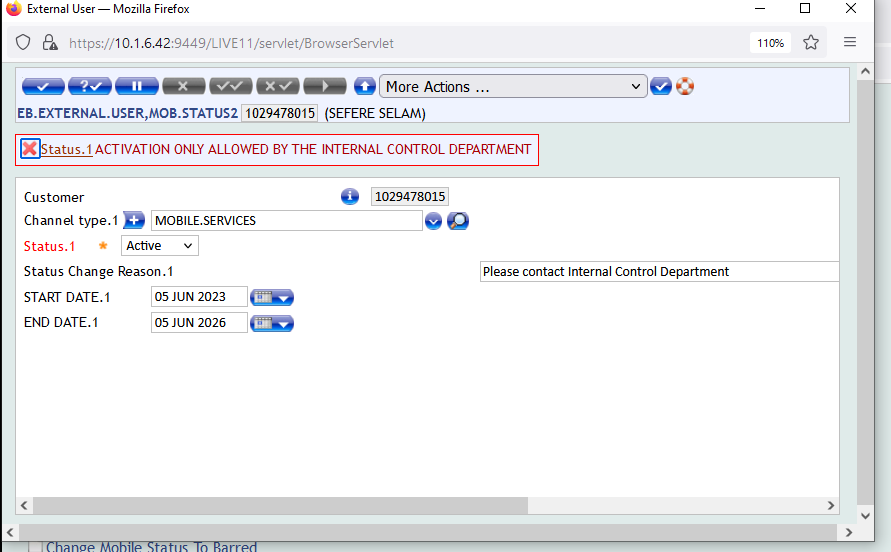 External User — Mozilla Firefox
https://10.1.6.42:9449/LIVE11/servlet/BrowserServlet 110%
More Actions ...
EB.EXTERNAL.USER,MOB.STATUS2 1029478015 (SEFERE SELAM)
Status.1 ACTIVATION ONLY ALLOWED BY THE INTERNAL CONTROL DEPARTMENT
Customer 1029478015
Channel type.1 MOBILE.SERVICES
Status.1 * Active
Status Change Reason.1 Please contact Internal Control Department
START DATE.1 05 JUN 2023
END DATE.1 05 JUN 2026
Change Mobile Status To Barred